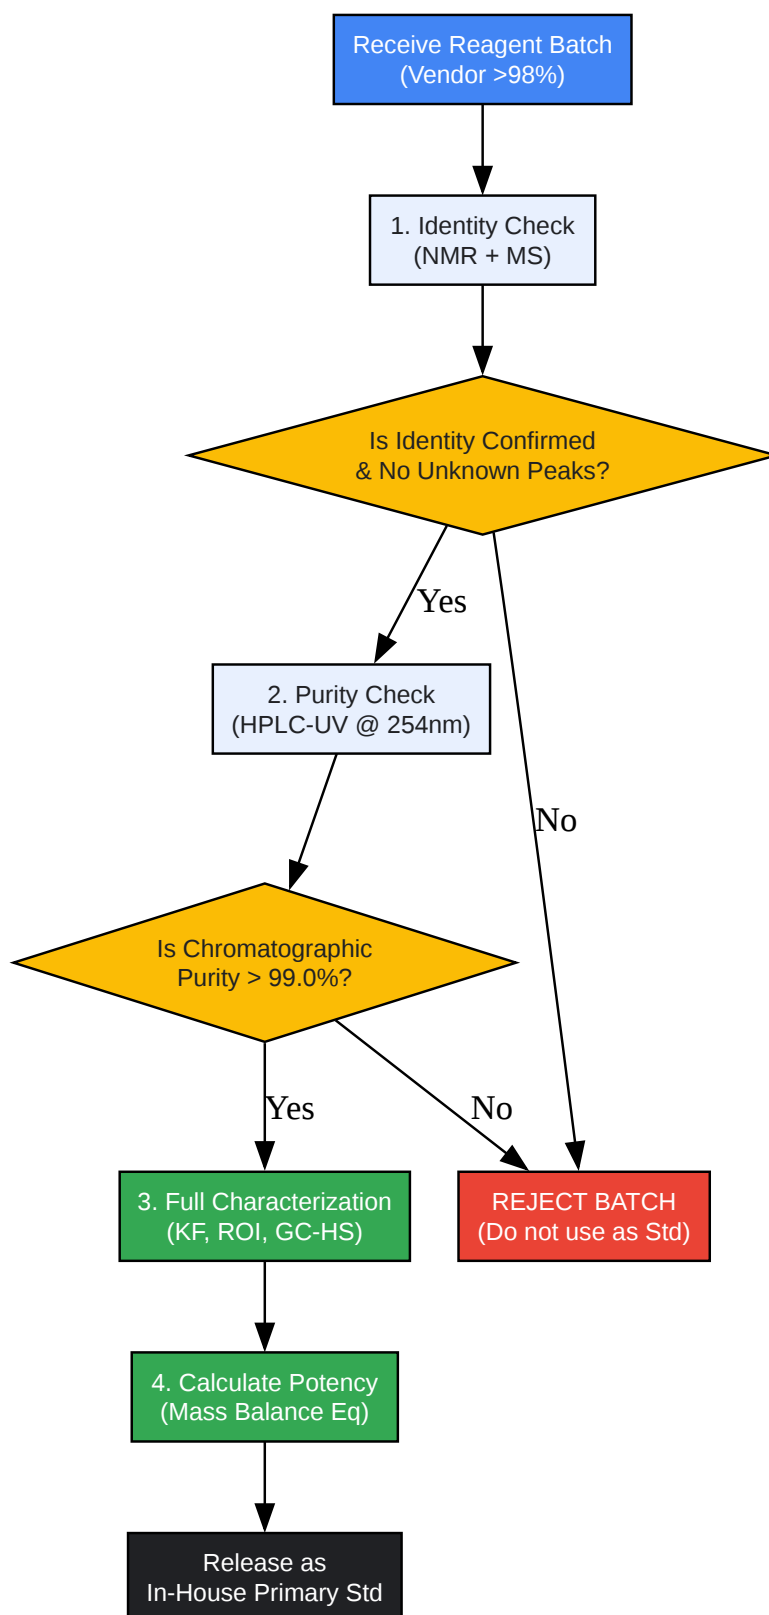 Receive Reagent Batch
(Vendor >98%)
1. Identity Check
(NMR + MS)
Is Identity Confirmed
& No Unknown Peaks?
Yes
2. Purity Check
(HPLC-UV @ 254nm)
No
Is Chromatographic
Purity > 99.0%?
Yes
No
3. Full Characterization
(KF, ROI, GC-HS)
REJECT BATCH
(Do not use as Std)
4. Calculate Potency
(Mass Balance Eq)
Release as
In-House Primary Std